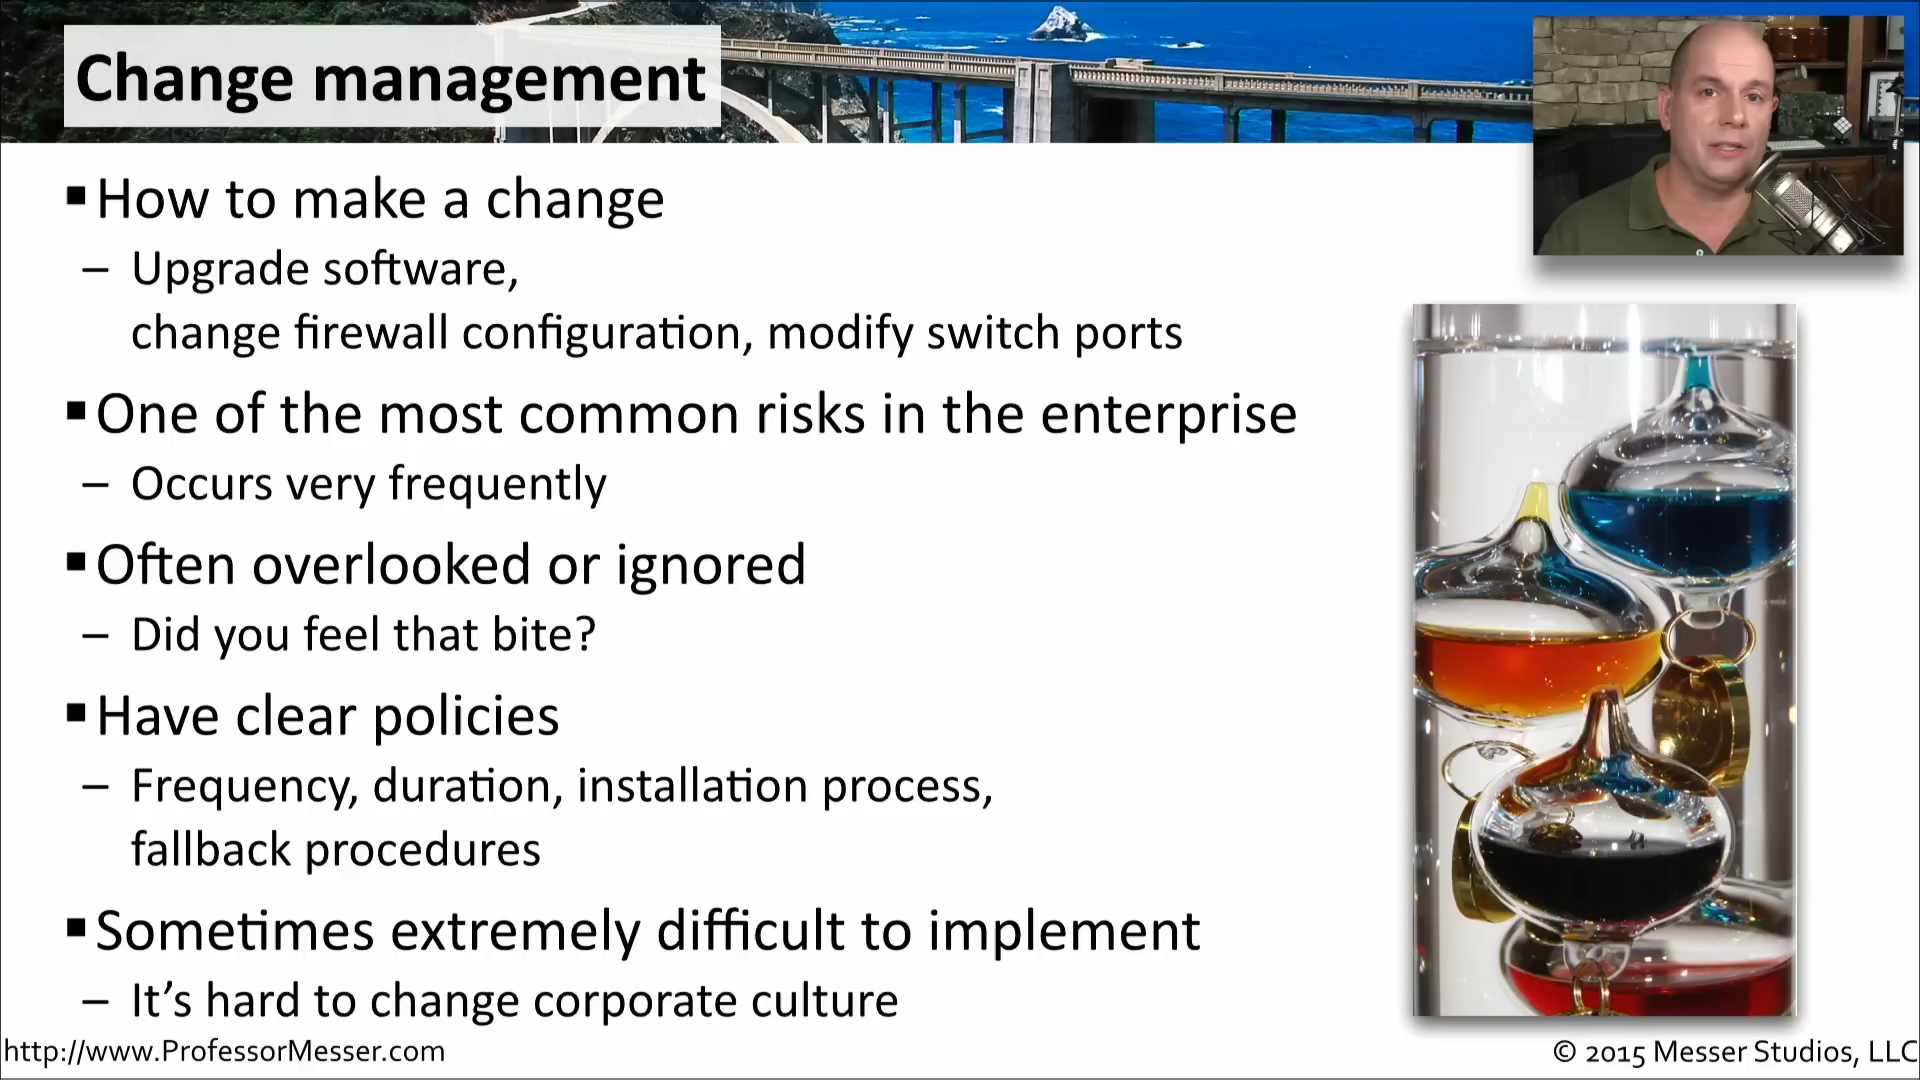 Change management
▪ How to make a change
– Upgrade software,
change firewall configuration, modify switch ports
▪ One of the most common risks in the enterprise
– Occurs very frequently
▪ Often overlooked or ignored
– Did you feel that bite?
▪ Have clear policies
– Frequency, duration, installation process,
fallback procedures
▪ Sometimes extremely difficult to implement
– It’s hard to change corporate culture
http://www.ProfessorMesser.com
© 2015 Messer Studios, LLC